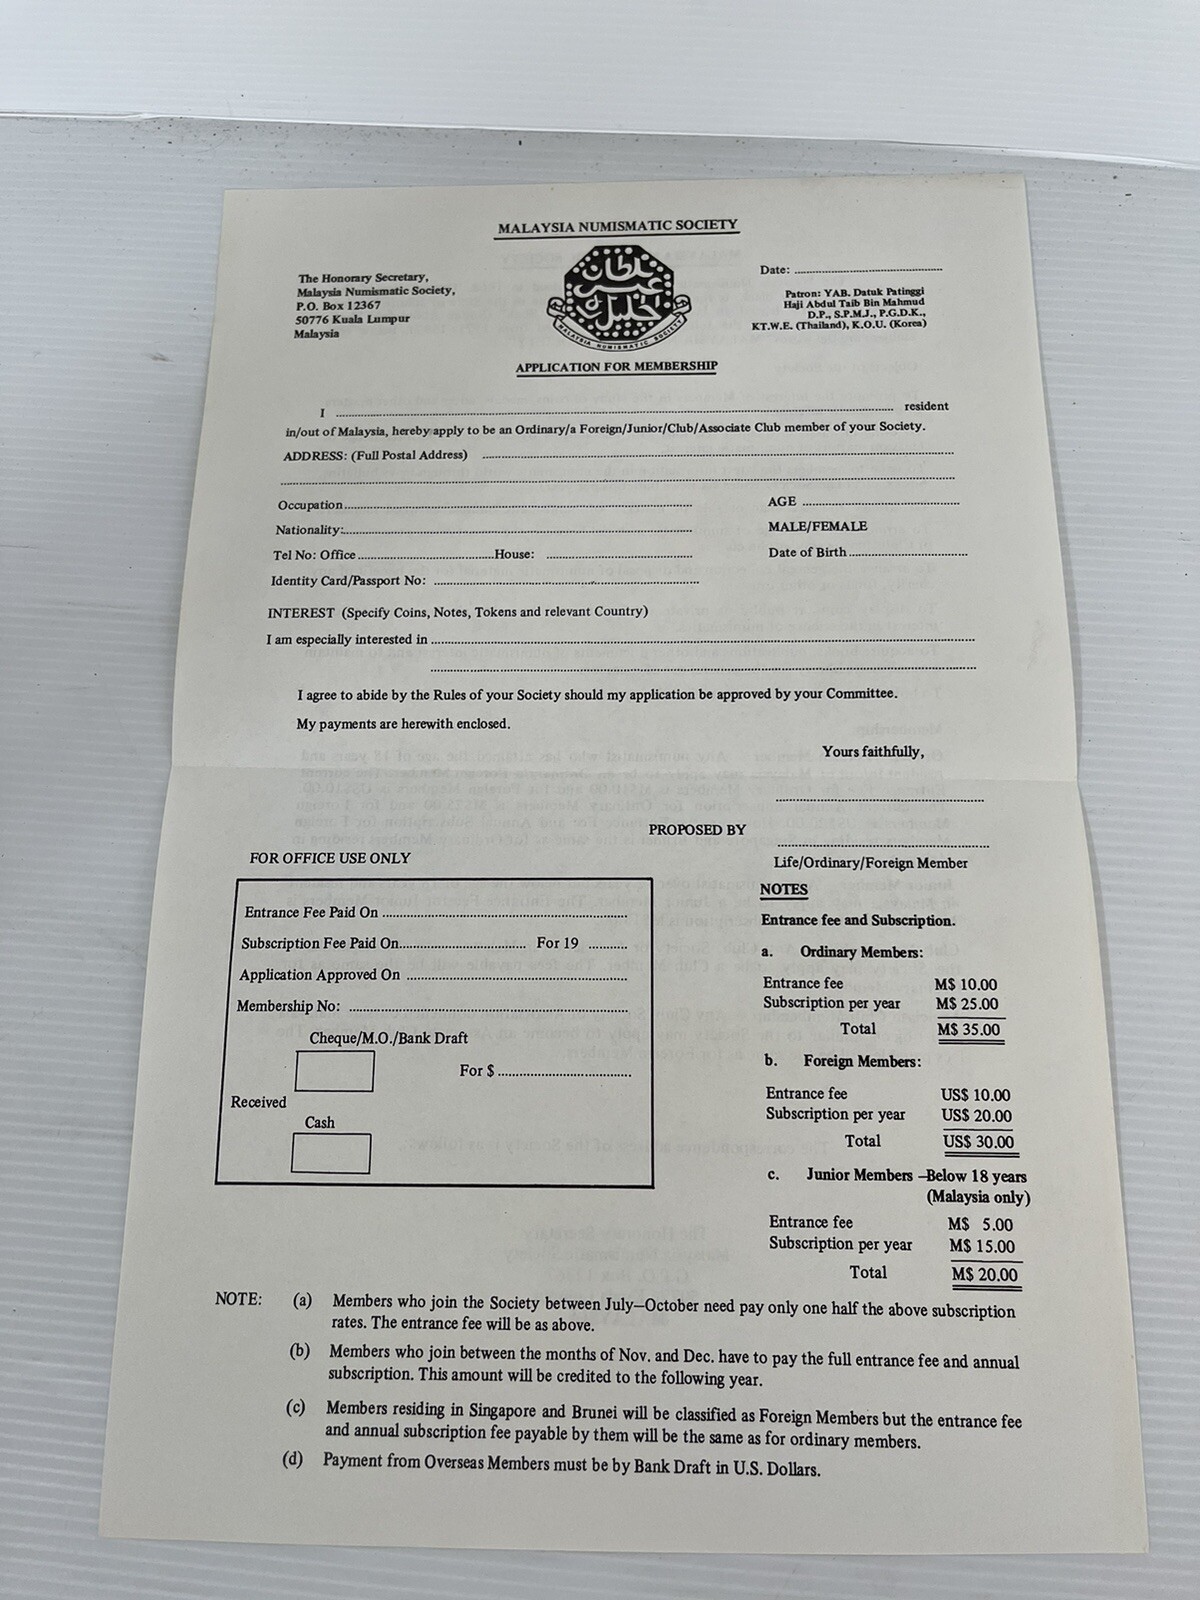 MALAYSIA NUMISMATIC SOCIETY
The Honorary Secretary,
Malaysia Numismatic Society,
P.O. Box 12367
50776 Kuala Lumpur
Malaysia
سلطان
عمر
اخليل
MALAYSIA NUMISMATIC SOCIETY
Date: ..........
Patron: YAB. Datuk Patinggi
Haji Abdul Taib Bin Mahmud
D.P., S.P.M.J., P.G.D.K.,
KT.W.E. (Thailand), K.O.U. (Korea)
APPLICATION FOR MEMBERSHIP
I .......... resident
in/out of Malaysia, hereby apply to be an Ordinary/a Foreign/Junior/Club/Associate Club member of your Society.
ADDRESS: (Full Postal Address) ..........
Occupation .......... AGE ..........
Nationality: .......... MALE/FEMALE
Tel No: Office .......... House: .......... Date of Birth ..........
Identity Card/Passport No: ..........
INTEREST (Specify Coins, Notes, Tokens and relevant Country)
I am especially interested in ..........
I agree to abide by the Rules of your Society should my application be approved by your Committee.
My payments are herewith enclosed.
Yours faithfully,
PROPOSED BY ..........
Life/Ordinary/Foreign Member
FOR OFFICE USE ONLY
Entrance Fee Paid On ..........
Subscription Fee Paid On .......... For 19 ..........
Application Approved On ..........
Membership No: ..........
Cheque/M.O./Bank Draft
For $ ..........
Received
Cash
NOTES
Entrance fee and Subscription.
a. Ordinary Members:
Entrance fee M$ 10.00
Subscription per year M$ 25.00
Total M$ 35.00
b. Foreign Members:
Entrance fee US$ 10.00
Subscription per year US$ 20.00
Total US$ 30.00
c. Junior Members –Below 18 years
(Malaysia only)
Entrance fee M$ 5.00
Subscription per year M$ 15.00
Total M$ 20.00
NOTE: (a) Members who join the Society between July–October need pay only one half the above subscription
rates. The entrance fee will be as above.
(b) Members who join between the months of Nov. and Dec. have to pay the full entrance fee and annual
subscription. This amount will be credited to the following year.
(c) Members residing in Singapore and Brunei will be classified as Foreign Members but the entrance fee
and annual subscription fee payable by them will be the same as for ordinary members.
(d) Payment from Overseas Members must be by Bank Draft in U.S. Dollars.